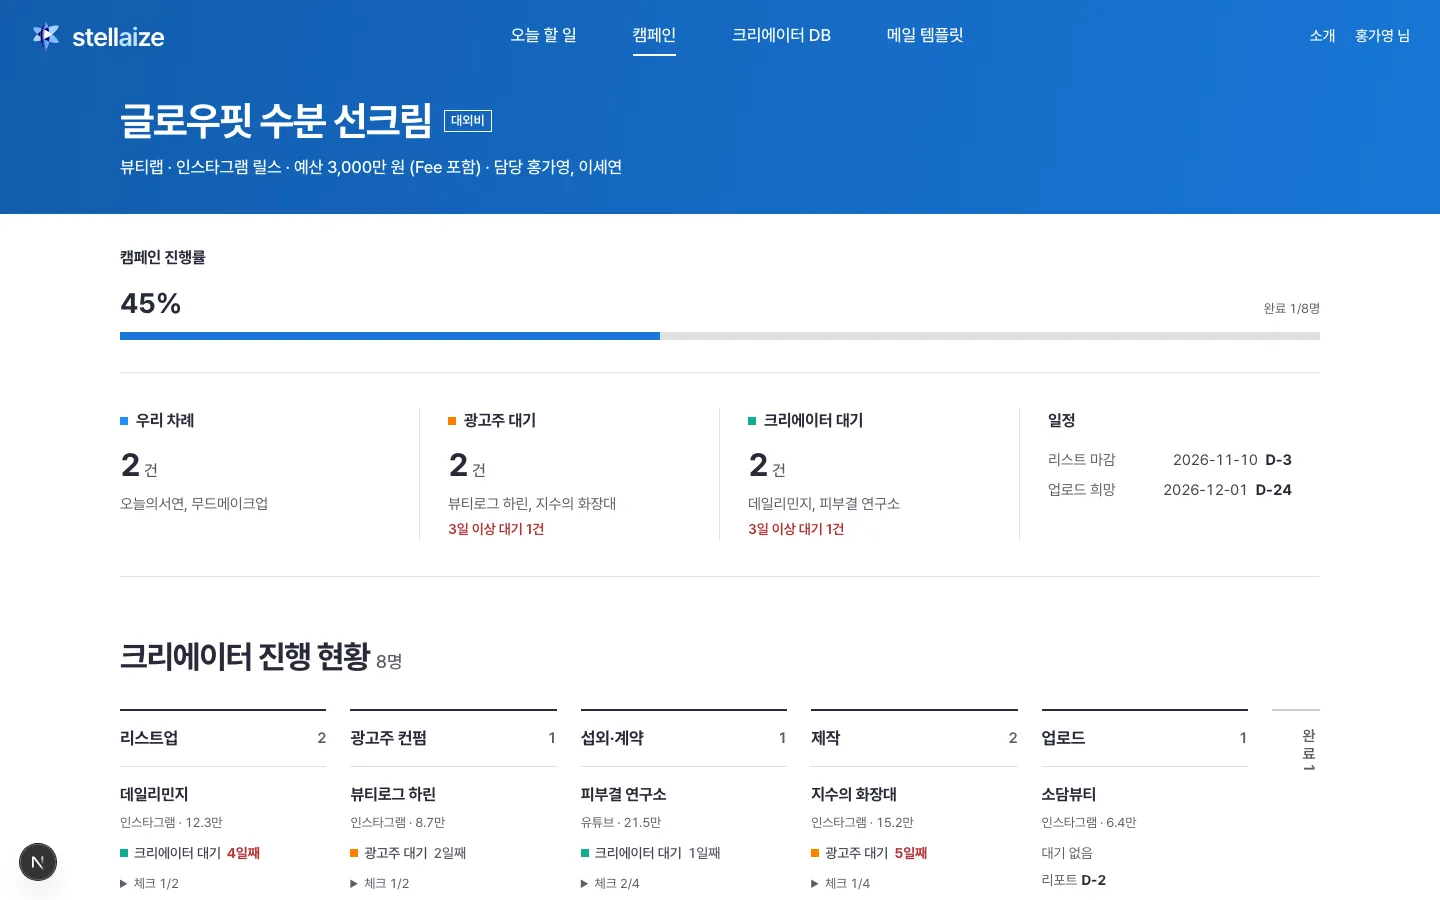 stellaize
오늘 할 일 캠페인 크리에이터 DB 메일 템플릿
소개 홍가영 님
글로우핏 수분 선크림 대외비
뷰티랩 · 인스타그램 릴스 · 예산 3,000만 원 (Fee 포함) · 담당 홍가영, 이세연
캠페인 진행률
45%
완료 1/8명
우리 차례
2 건
오늘의서연, 무드메이크업
광고주 대기
2 건
뷰티로그 하린, 지수의 화장대
3일 이상 대기 1건
크리에이터 대기
2 건
데일리민지, 피부결 연구소
3일 이상 대기 1건
일정
리스트 마감 2026-11-10 D-3
업로드 희망 2026-12-01 D-24
크리에이터 진행 현황 8명
리스트업 2
데일리민지
인스타그램 · 12.3만
크리에이터 대기 4일째
▶ 체크 1/2
광고주 컨펌 1
뷰티로그 하린
인스타그램 · 8.7만
광고주 대기 2일째
▶ 체크 1/2
섭외·계약 1
피부결 연구소
유튜브 · 21.5만
크리에이터 대기 1일째
▶ 체크 2/4
제작 2
지수의 화장대
인스타그램 · 15.2만
광고주 대기 5일째
▶ 체크 1/4
업로드 1
소담뷰티
인스타그램 · 6.4만
대기 없음
리포트 D-2
완료 1
N